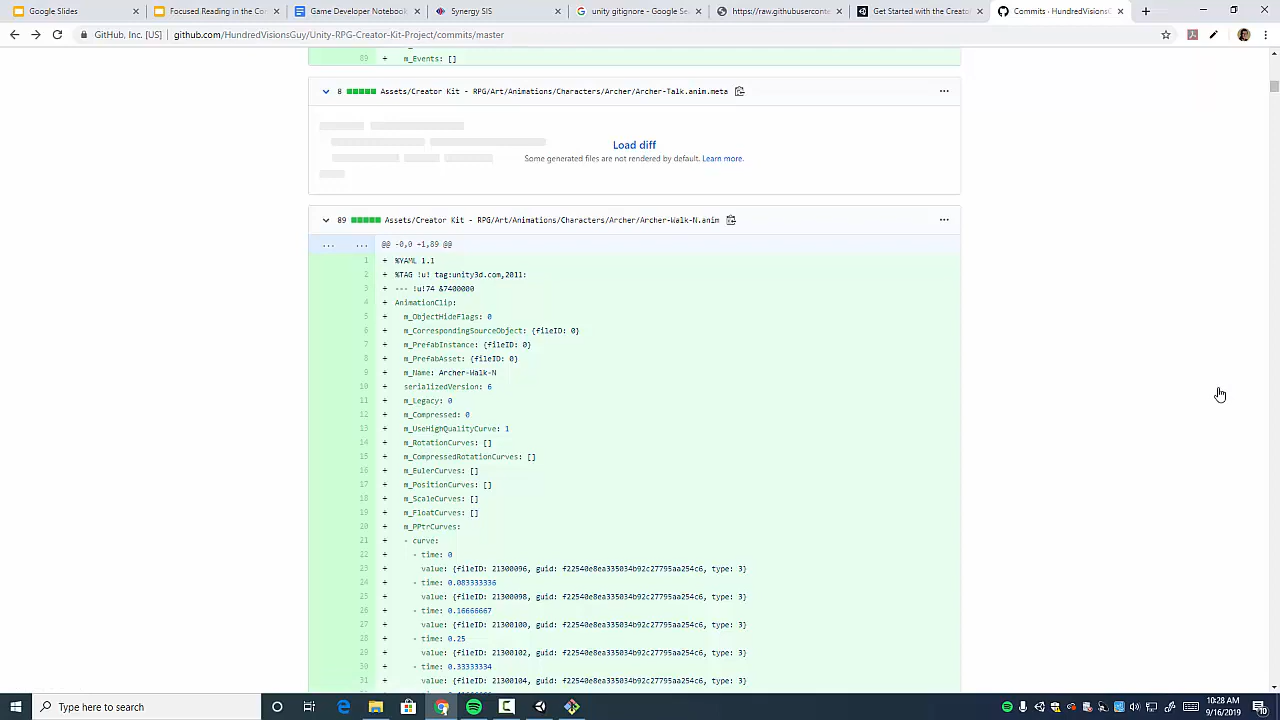 Google Slides
Focused Reading in the Co
Game Developer Notebook
Synergy SIS
unity gitignore - Google Se
https://raw.githubuserconte
Get Started with the Creato
Commits · HundredVisionsGu
GitHub, Inc. [US] github.com/HundredVisionsGuy/Unity-RPG-Creator-Kit-Project/commits/master
89 + m_Events: []
8 Assets/Creator Kit - RPG/Art/Animations/Characters/Archer/Archer-Talk.anim.meta
Load diff
Some generated files are not rendered by default. Learn more.
89 Assets/Creator Kit - RPG/Art/Animations/Characters/Archer/Archer-Walk-N.anim
... ... @@ -0,0 +1,89 @@
1 + %YAML 1.1
2 + %TAG !u! tag:unity3d.com,2011:
3 + --- !u!74 &7400000
4 + AnimationClip:
5 + m_ObjectHideFlags: 0
6 + m_CorrespondingSourceObject: {fileID: 0}
7 + m_PrefabInstance: {fileID: 0}
8 + m_PrefabAsset: {fileID: 0}
9 + m_Name: Archer-Walk-N
10 + serializedVersion: 6
11 + m_Legacy: 0
12 + m_Compressed: 0
13 + m_UseHighQualityCurve: 1
14 + m_RotationCurves: []
15 + m_CompressedRotationCurves: []
16 + m_EulerCurves: []
17 + m_PositionCurves: []
18 + m_ScaleCurves: []
19 + m_FloatCurves: []
20 + m_PPtrCurves:
21 + - curve:
22 + - time: 0
23 + value: {fileID: 21300096, guid: f22540e8ea335034b92c27795aa254c6, type: 3}
24 + - time: 0.083333336
25 + value: {fileID: 21300098, guid: f22540e8ea335034b92c27795aa254c6, type: 3}
26 + - time: 0.16666667
27 + value: {fileID: 21300100, guid: f22540e8ea335034b92c27795aa254c6, type: 3}
28 + - time: 0.25
29 + value: {fileID: 21300102, guid: f22540e8ea335034b92c27795aa254c6, type: 3}
30 + - time: 0.33333334
31 + value: {fileID: 21300104, guid: f22540e8ea335034b92c27795aa254c6, type: 3}
Type here to search
10:28 AM
9/16/2019